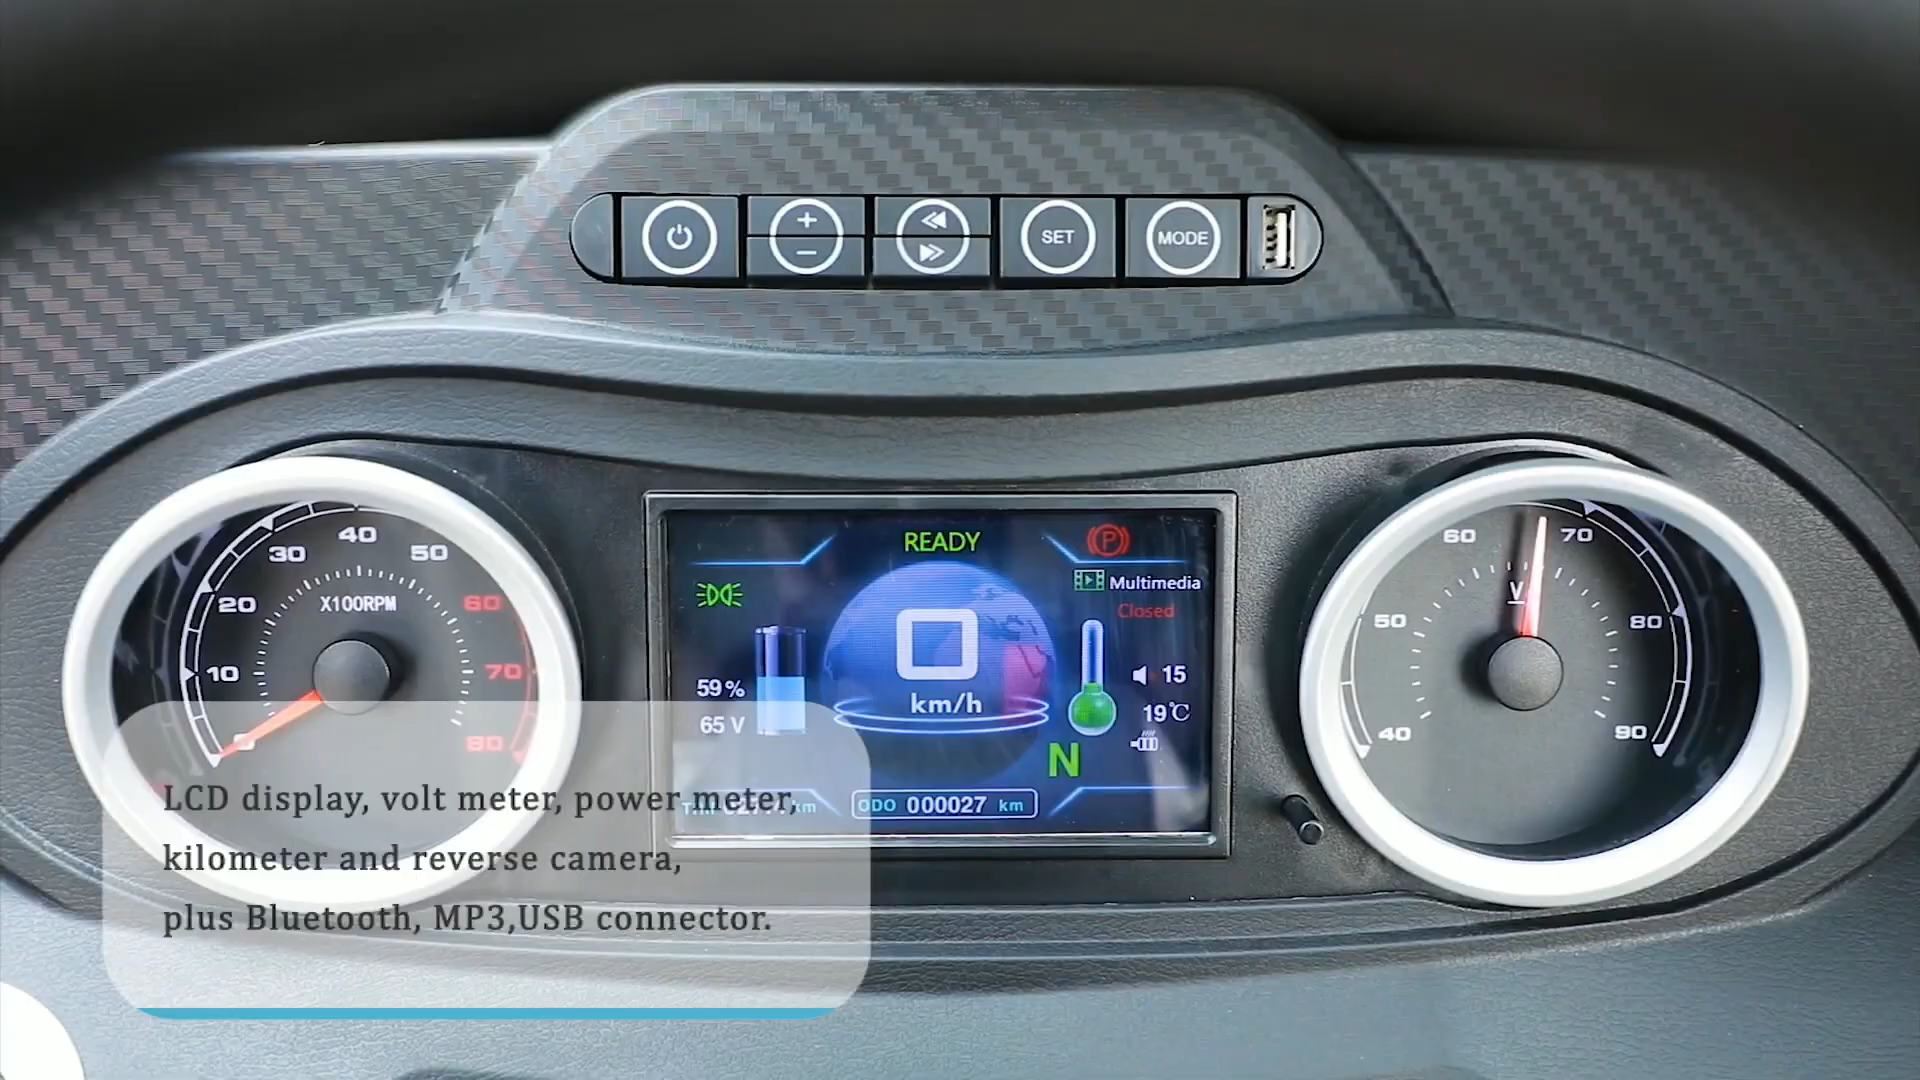 SET
MODE
READY
P
Multimedia
Closed
X100RPM
10
20
30
40
50
60
70
80
59%
65 V
km/h
15
19℃
N
ODO 000027 km
V
40
50
60
70
80
90
LCD display, volt meter, power meter,
kilometer and reverse camera,
plus Bluetooth, MP3,USB connector.